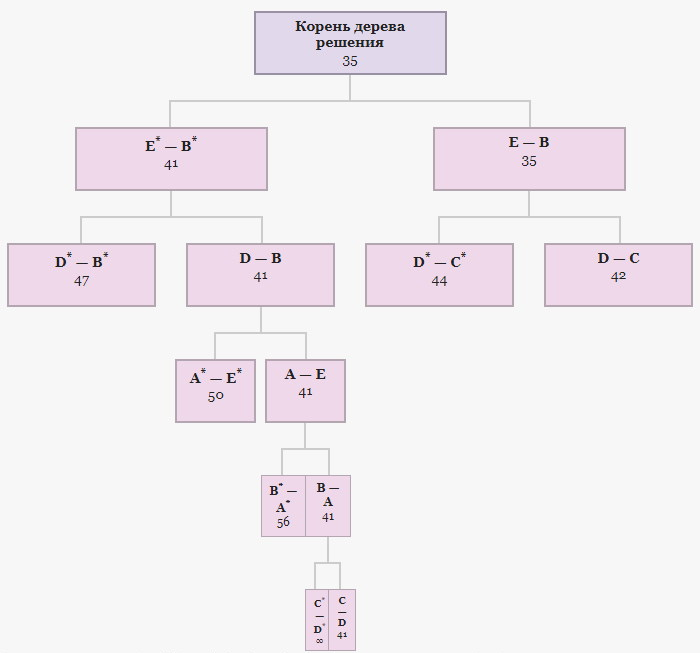 Корень дерева
решения
35
E* — B*
41
E — B
35
D* — B*
47
D — B
41
D* — C*
44
D — C
42
A* — E*
50
A — E
41
B* —
A*
56
B —
A
41
C*
—
D*
∞
C
—
D
41